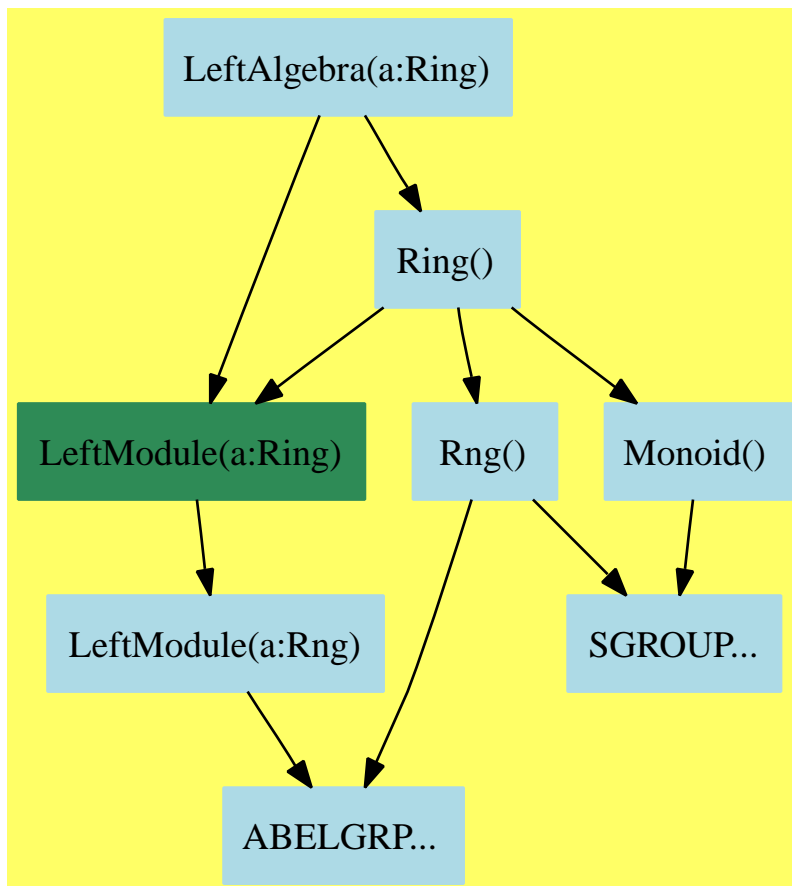 LeftAlgebra(a:Ring)
Ring()
LeftModule(a:Ring)
Rng()
Monoid()
LeftModule(a:Rng)
SGROUP...
ABELGRP...